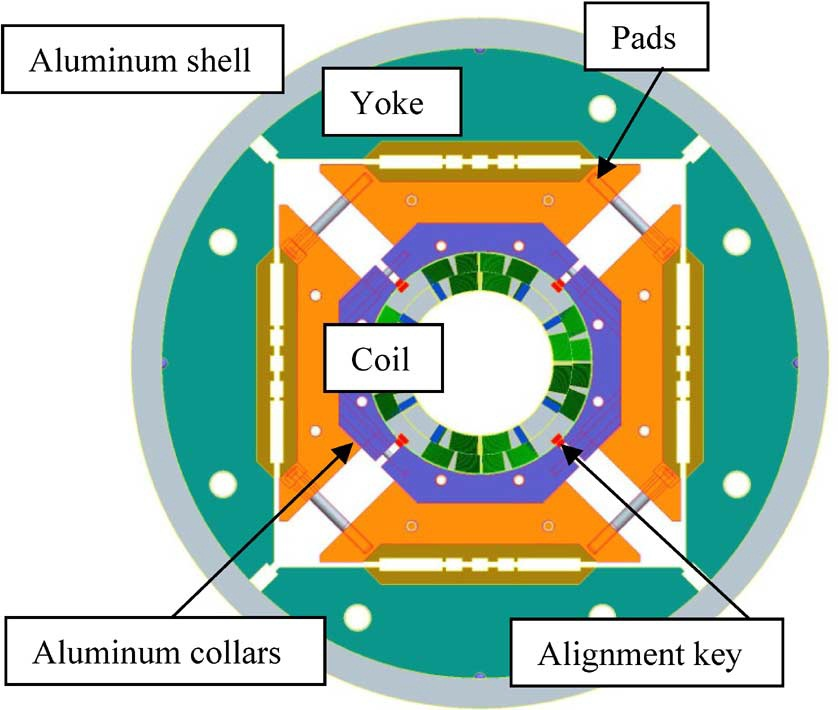 Pads
Aluminum shell
Yoke
Coil
Aluminum collars
Alignment key